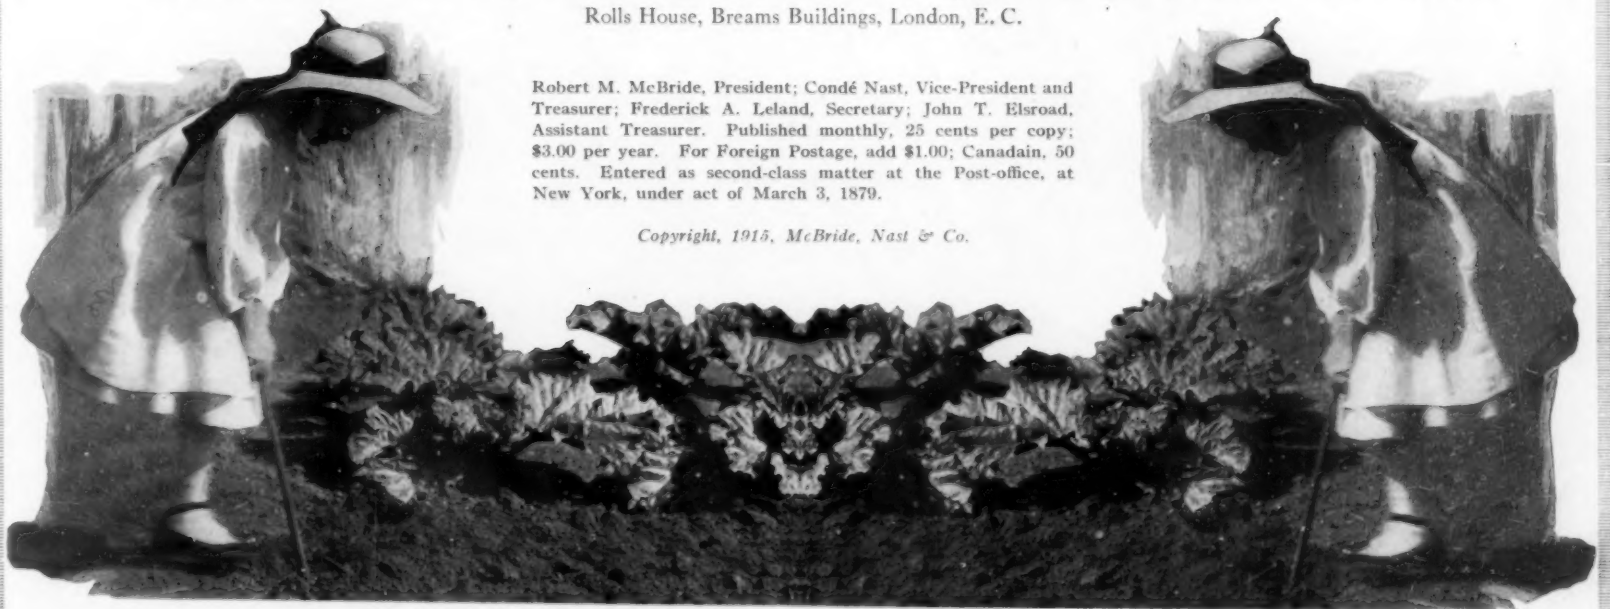 Rolls House, Breams Buildings, London, E. C.
Robert M. McBride, President; Condé Nast, Vice-President and
Treasurer; Frederick A. Leland, Secretary; John T. Elsroad,
Assistant Treasurer. Published monthly, 25 cents per copy;
$3.00 per year. For Foreign Postage, add $1.00; Canadain, 50
cents. Entered as second-class matter at the Post-office, at
New York, under act of March 3, 1879.
Copyright, 1915, McBride, Nast & Co.